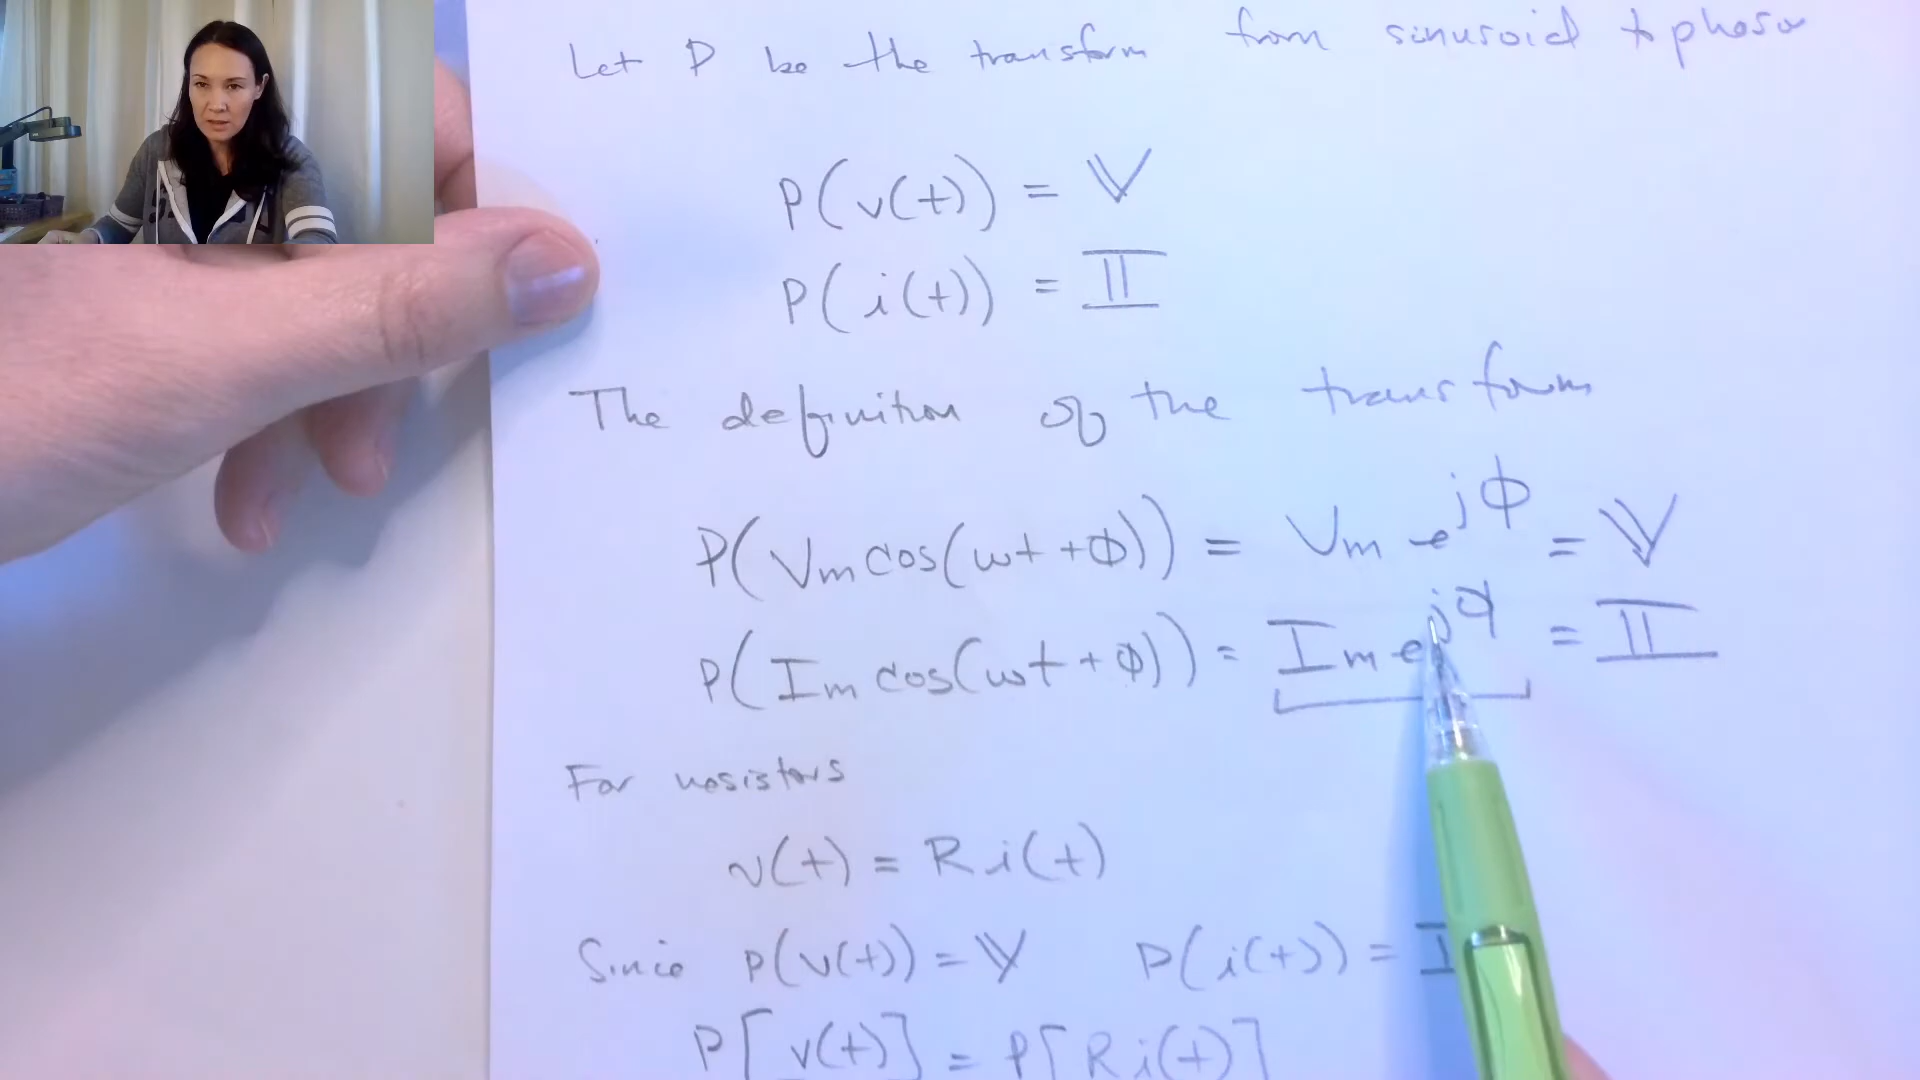 Let P be the transform from sinusoid to phasor
P(v(t)) = 𝕍
P(i(t)) = 𝕀
The definition of the transform
P(Vm cos(ωt + ϕ)) = Vm e^jϕ = 𝕍
P(Im cos(ωt + ϕ)) = Im e^jϕ = 𝕀
For resistors
v(t) = R i(t)
Since P(v(t)) = 𝕍 P(i(t)) = 𝕀
P[v(t)] = P[R i(t)]